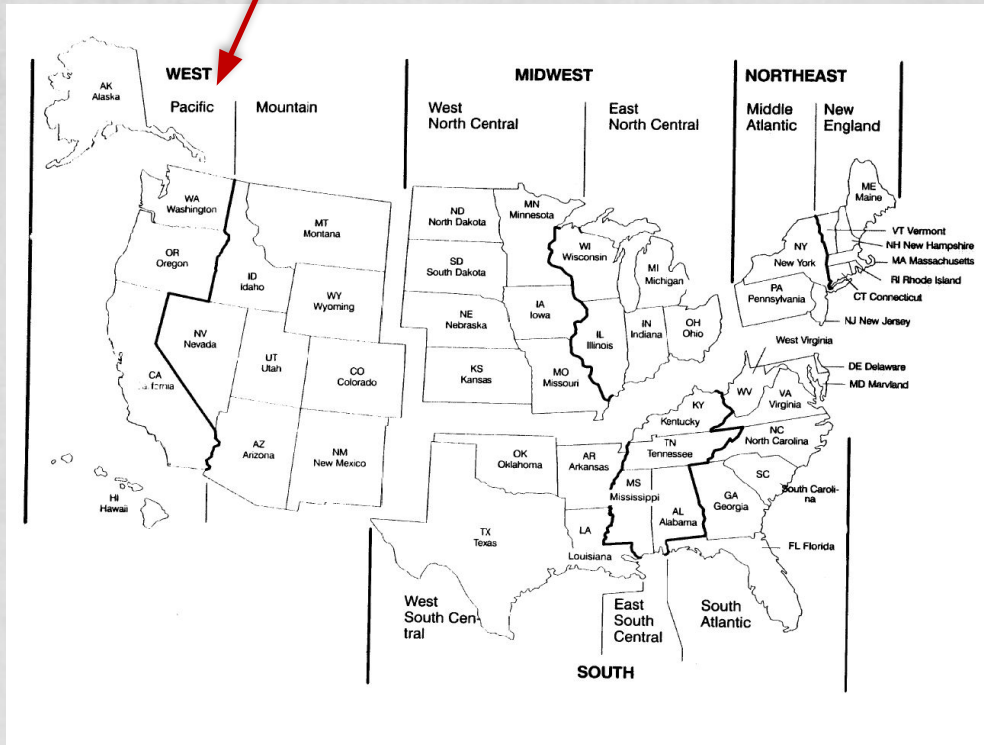 WEST
MIDWEST
NORTHEAST
Pacific
Mountain
West
North Central
East
North Central
Middle
Atlantic
New
England
AK
Alaska
WA
Washington
OR
Oregon
CA
HI
Hawaii
MT
Montana
ID
Idaho
WY
Wyoming
NV
Nevada
UT
Utah
CO
Colorado
AZ
Arizona
NM
New Mexico
ND
North Dakota
SD
South Dakota
NE
Nebraska
KS
Kansas
MN
Minnesota
IA
Iowa
MO
Missouri
WI
Wisconsin
MI
Michigan
IL
Illinois
IN
Indiana
OH
Ohio
ME
Maine
VT Vermont
NH New Hampshire
MA Massachusetts
RI Rhode Island
CT Connecticut
NY
New York
PA
Pennsylvania
NJ New Jersey
West Virginia
DE Delaware
MD Maryland
WV
VA
Virginia
KY
Kentucky
TN
Tennessee
NC
North Carolina
SC
South Caroli-
na
GA
Georgia
FL Florida
OK
Oklahoma
AR
Arkansas
TX
Texas
LA
Louisiana
MS
Mississippi
AL
Alabama
West
South Cen-
tral
East
South
Central
South
Atlantic
SOUTH